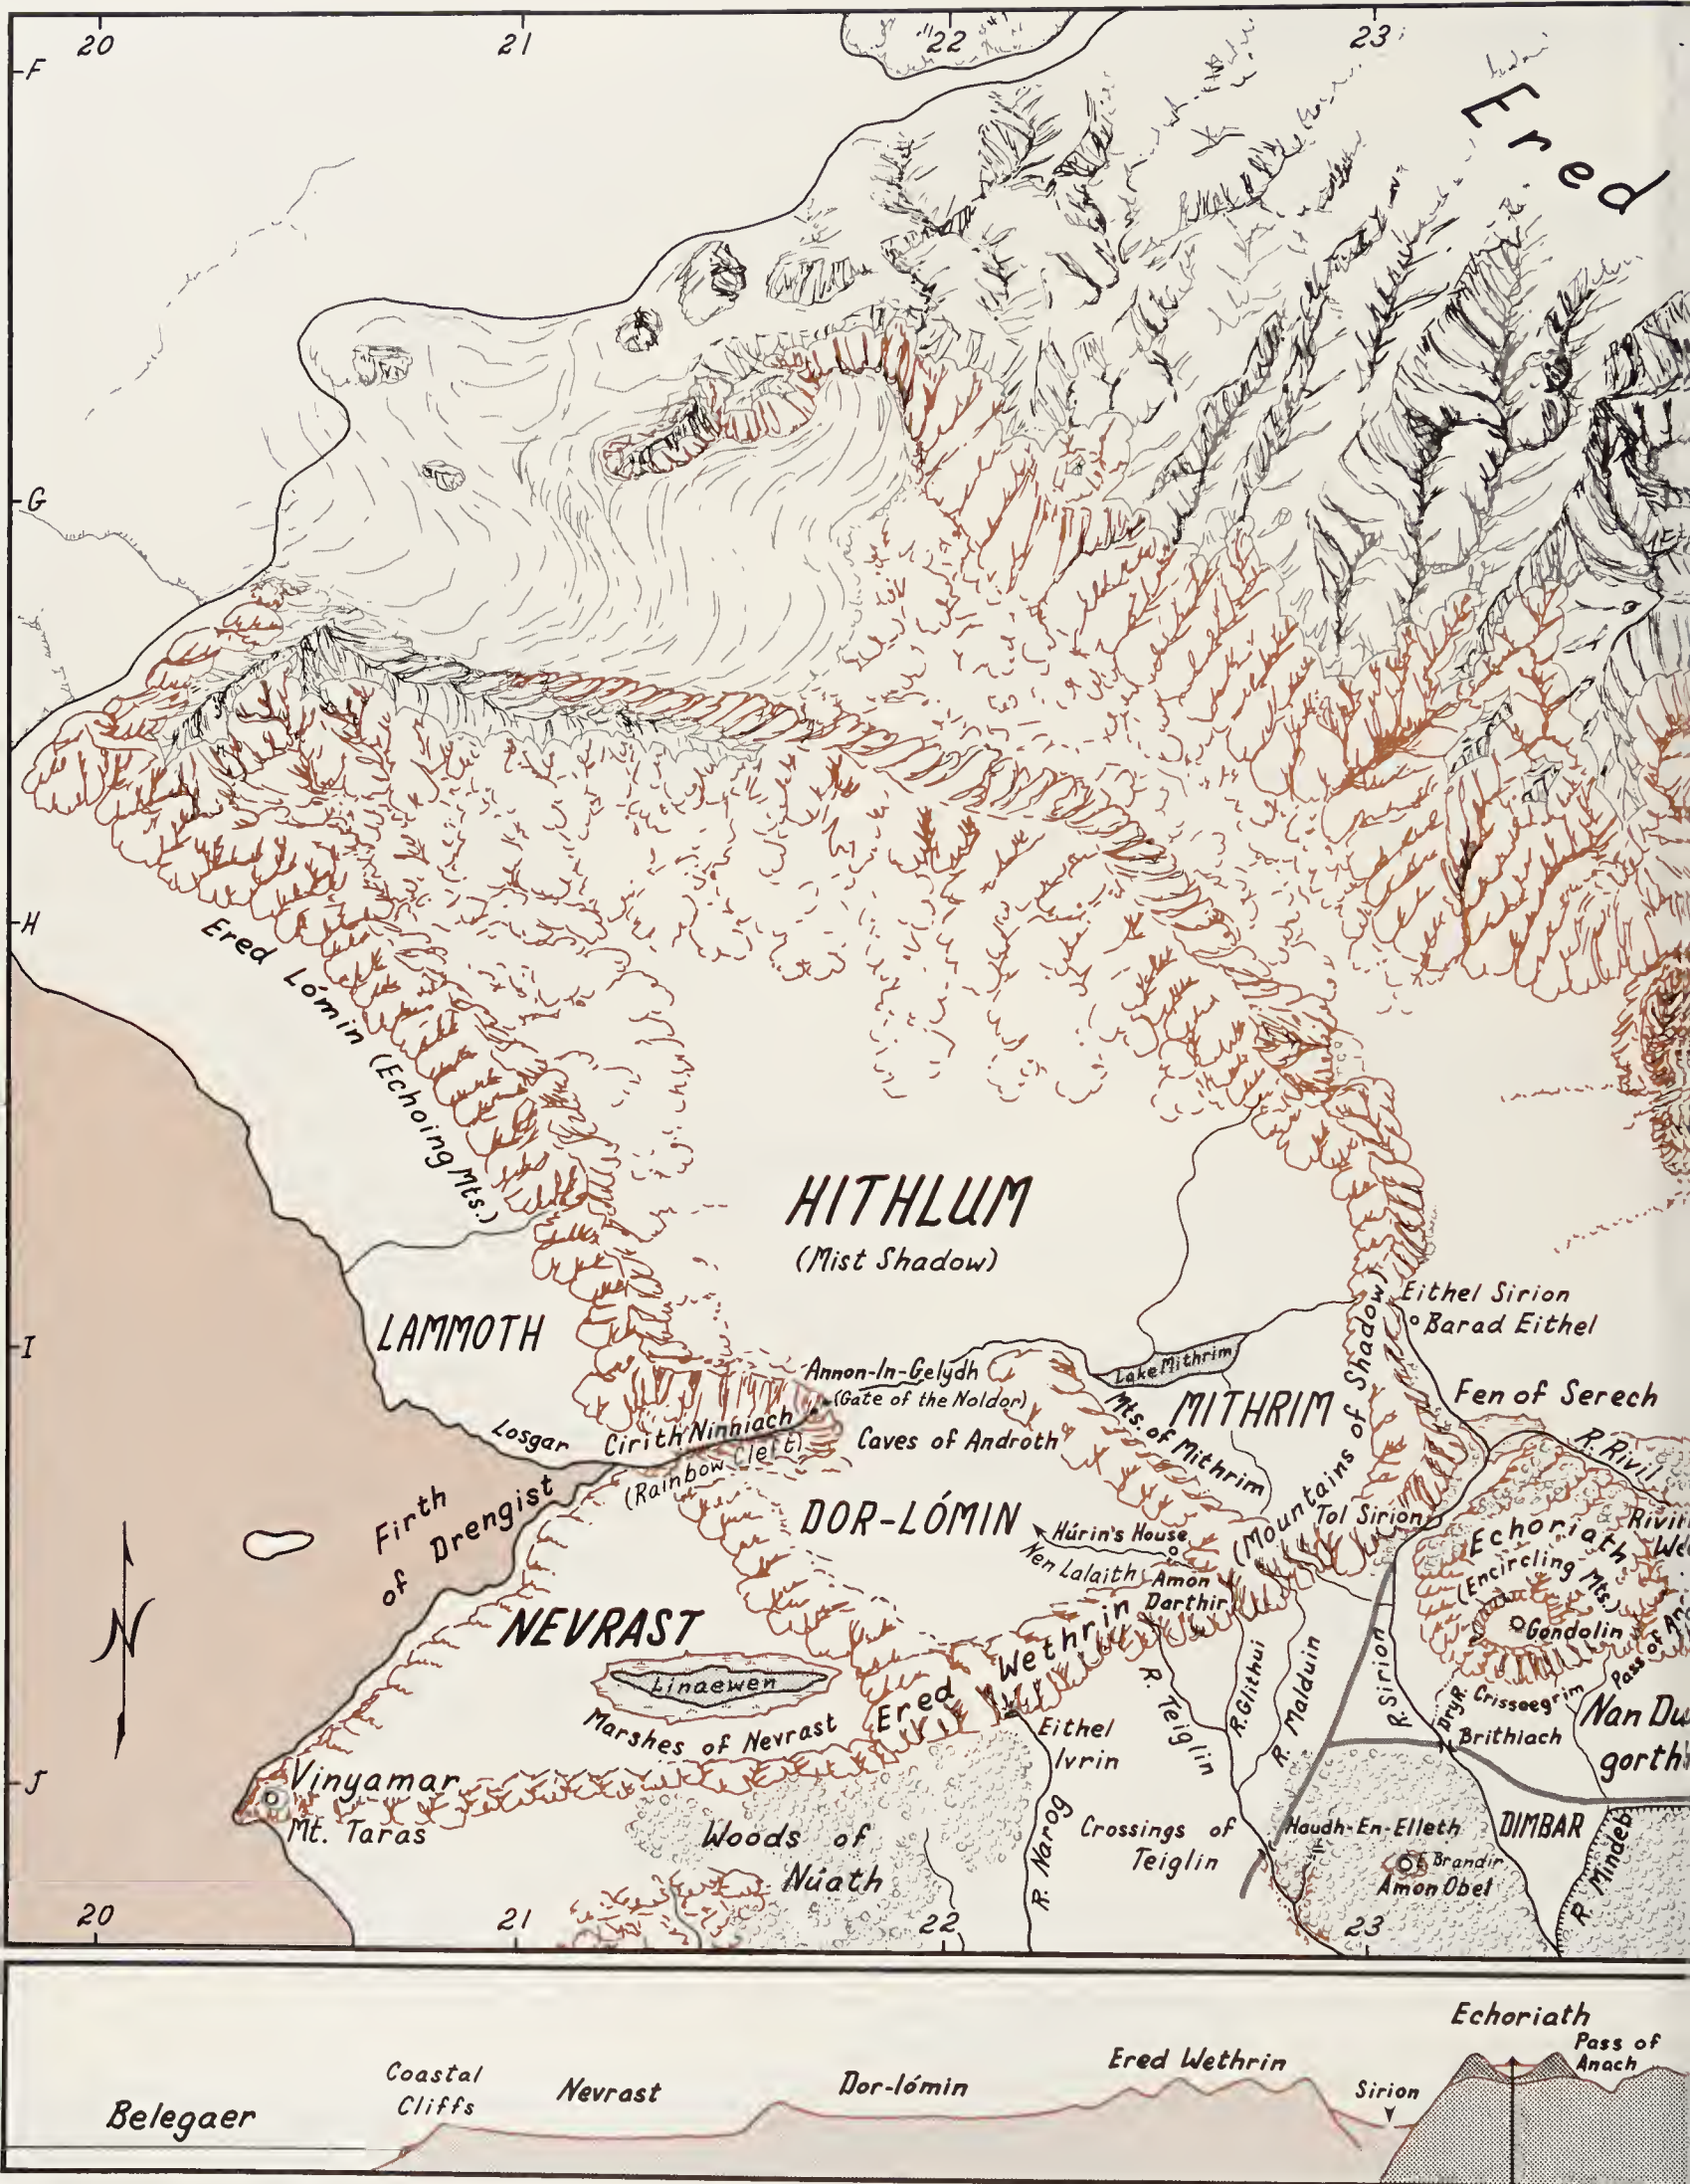 20
21
22
23
F
Ered
G
H
Ered Lómin (Echoing Mts.)
HITHLUM
(Mist Shadow)
I
LAMMOTH
Eithel Sirion
Barad Eithel
Annon-In-Gelydh
(Gate of the Noldor)
Lake Mithrim
MITHRIM
Mts. of Mithrim
Fen of Serech
R. Rivil
Losgar
Cirith Ninniach
(Rainbow Cleft)
Caves of Androth
Firth
of Drengist
DOR-LÓMIN
Húrin's House
Nen Lalaith
Amon
Darthir
Ered Wethrin
(Mountains of Shadow)
Tol Sirion
Echoriath
(Encircling Mts.)
Gondolin
N
NEVRAST
Linaewen
Marshes of Nevrast
Eithel
Ivrin
R. Teiglin
R. Glithui
R. Malduin
R. Sirion
Dry R.
Crissaegrim
Brithiach
J
Vinyamar
Mt. Taras
Woods of
Núath
R. Narog
Crossings of
Teiglin
Haudh-En-Elleth
E. Brandir
Amon Obel
DIMBAR
R. Mindeb
20
21
22
23
Belegaer
Coastal
Cliffs
Nevrast
Dor-lómin
Ered Wethrin
Sirion
Echoriath
Pass of
Anach